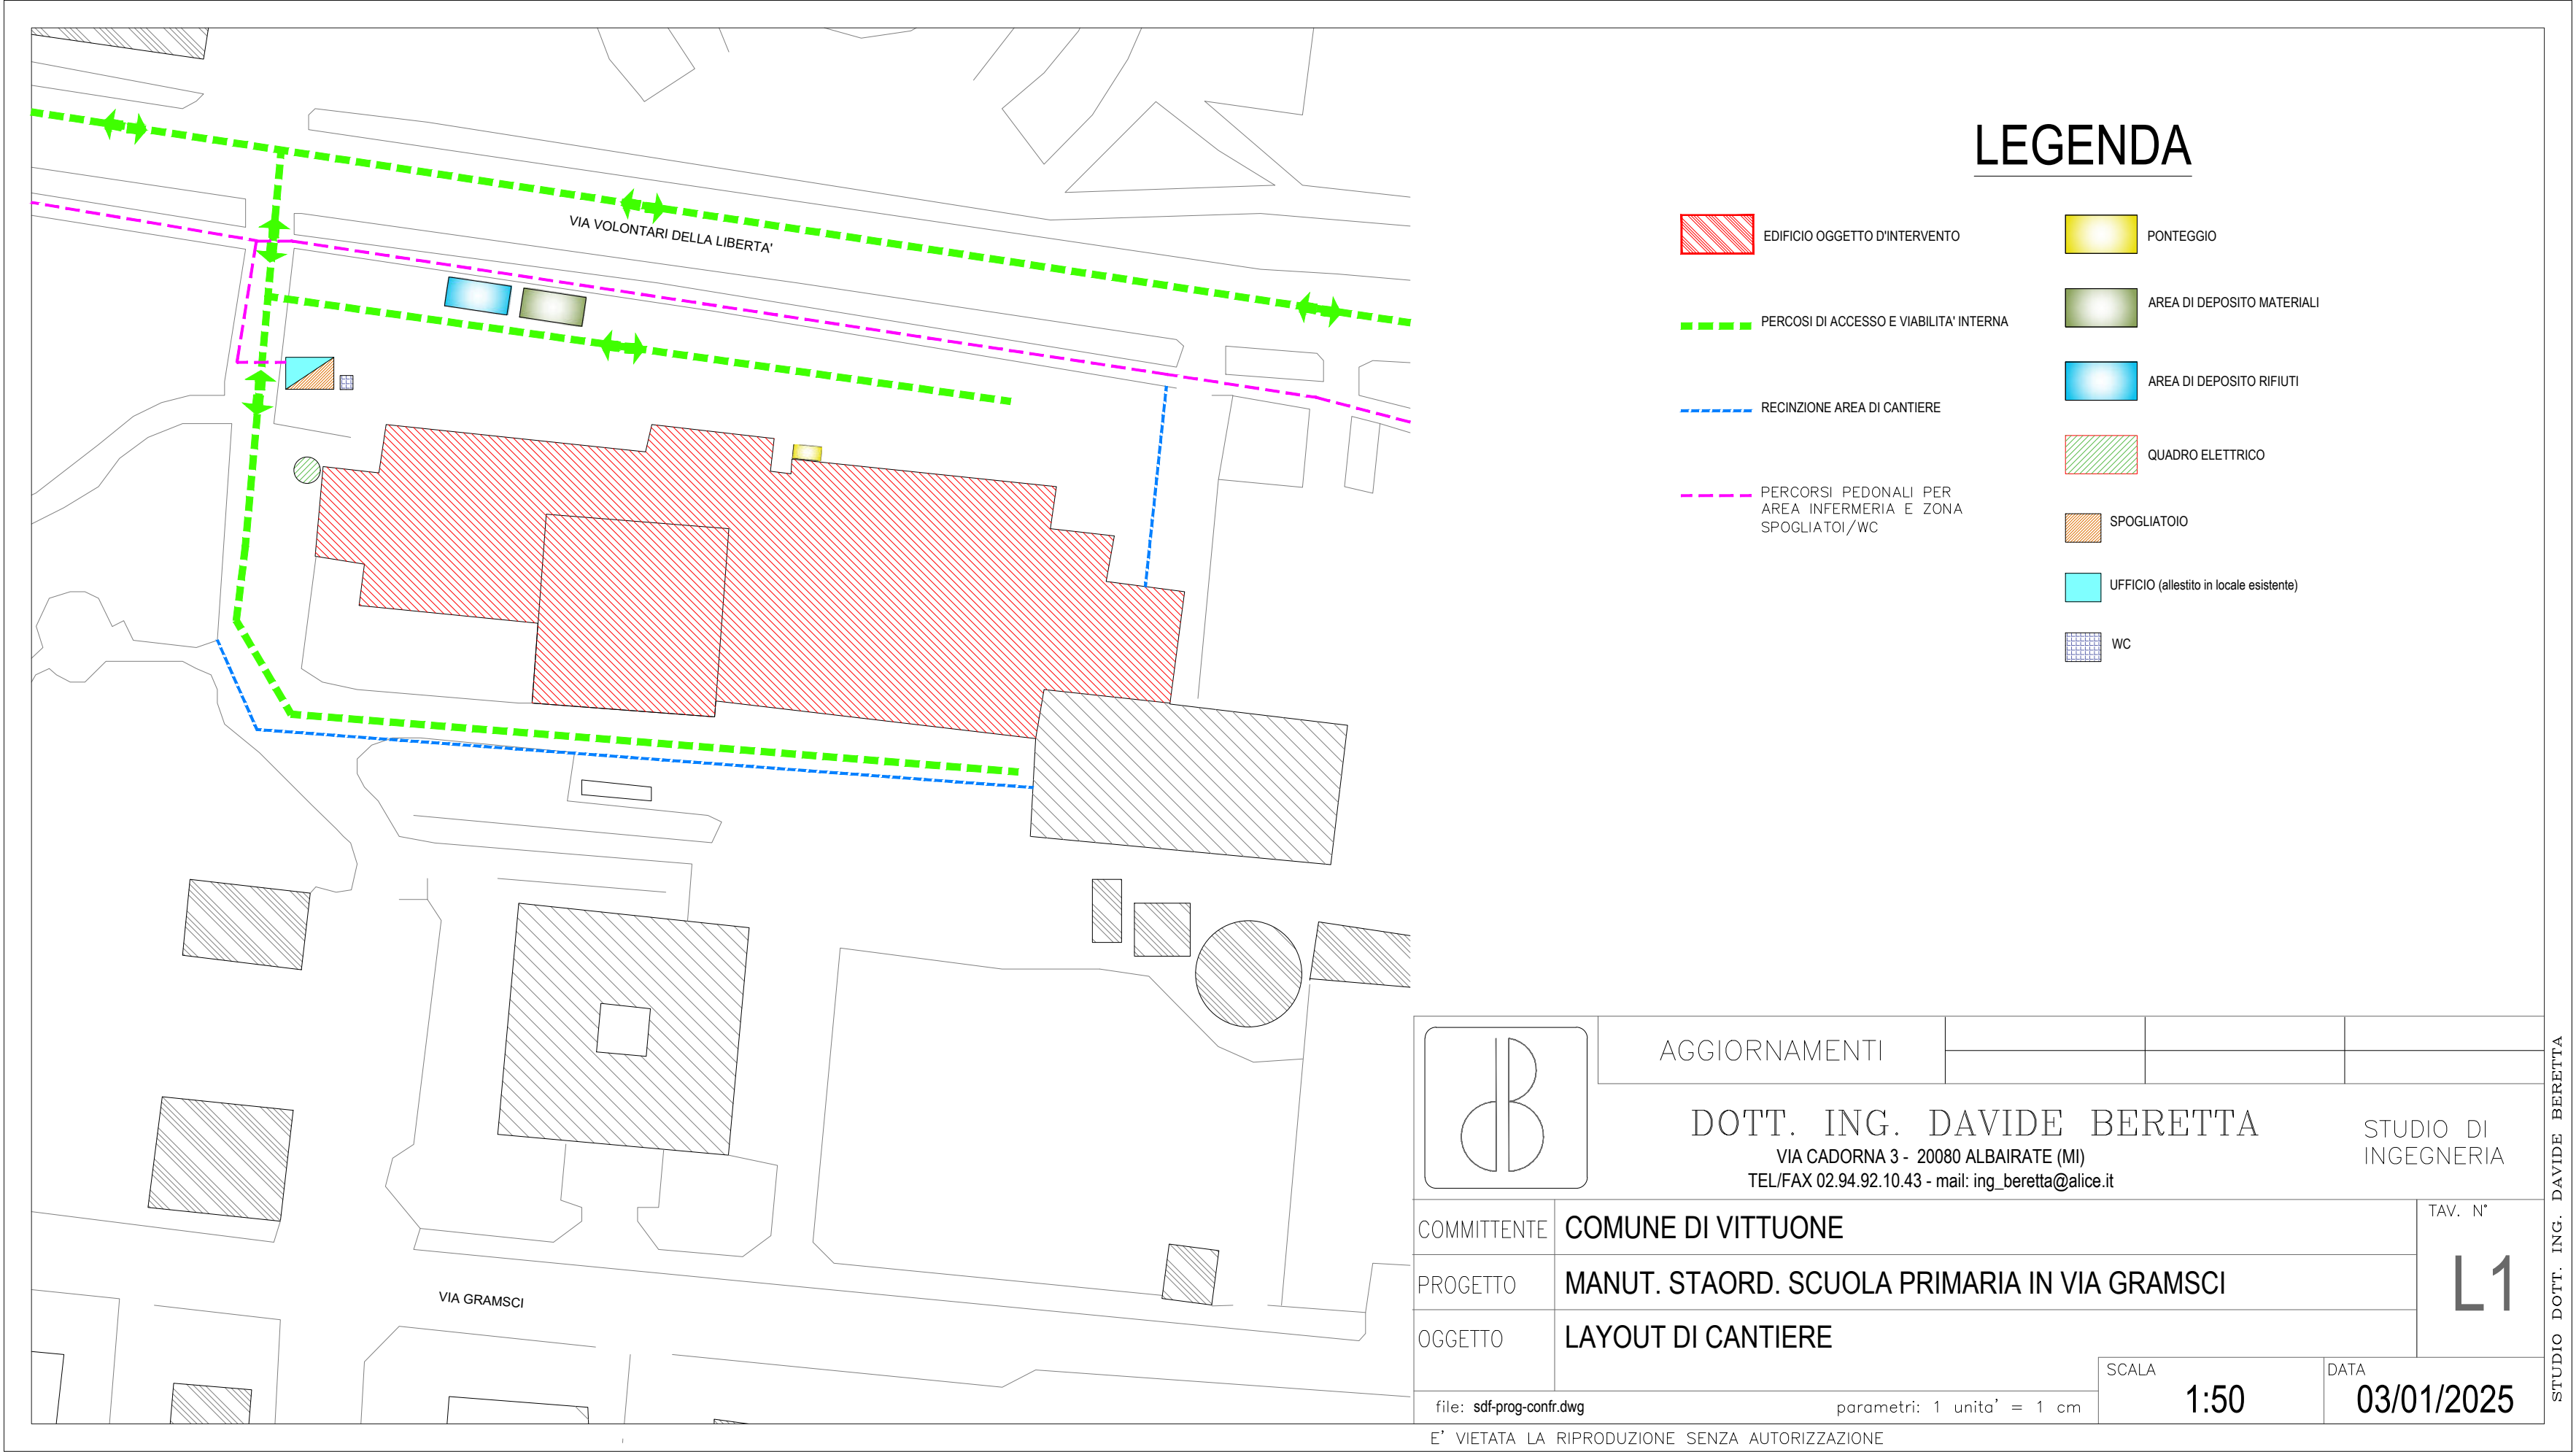 VIA VOLONTARI DELLA LIBERTA'
VIA GRAMSCI
LEGENDA
EDIFICIO OGGETTO D'INTERVENTO
PERCOSI DI ACCESSO E VIABILITA' INTERNA
RECINZIONE AREA DI CANTIERE
PERCORSI PEDONALI PER
AREA INFERMERIA E ZONA
SPOGLIATOI/WC
PONTEGGIO
AREA DI DEPOSITO MATERIALI
AREA DI DEPOSITO RIFIUTI
QUADRO ELETTRICO
SPOGLIATOIO
UFFICIO (allestito in locale esistente)
WC
AGGIORNAMENTI
DOTT. ING. DAVIDE BERETTA
VIA CADORNA 3 - 20080 ALBAIRATE (MI)
TEL/FAX 02.94.92.10.43 - mail: ing_beretta@alice.it
STUDIO DI
INGEGNERIA
COMMITTENTE COMUNE DI VITTUONE
PROGETTO MANUT. STAORD. SCUOLA PRIMARIA IN VIA GRAMSCI
OGGETTO LAYOUT DI CANTIERE
TAV. N°
L1
SCALA
1:50
DATA
03/01/2025
file: sdf-prog-confr.dwg
parametri: 1 unita' = 1 cm
E' VIETATA LA RIPRODUZIONE SENZA AUTORIZZAZIONE
STUDIO DOTT. ING. DAVIDE BERETTA